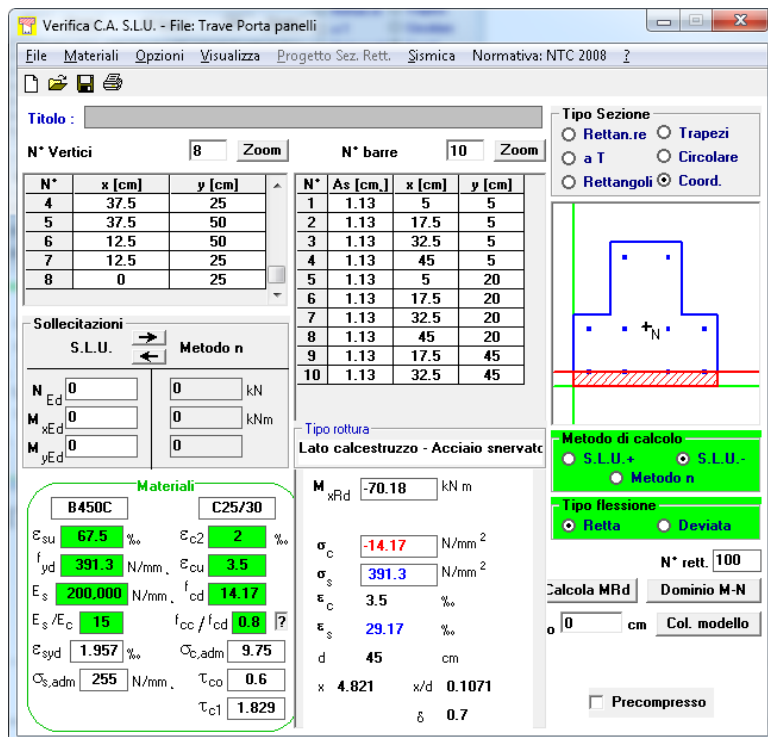 Verifica C.A. S.L.U. - File: Trave Porta panelli
File Materiali Opzioni Visualizza Progetto Sez. Rett. Sismica Normativa: NTC 2008 ?
Titolo :
N° Vertici 8 Zoom
N° x [cm] y [cm]
4 37.5 25
5 37.5 50
6 12.5 50
7 12.5 25
8 0 25
N° barre 10 Zoom
N° As [cm¸] x [cm] y [cm]
1 1.13 5 5
2 1.13 17.5 5
3 1.13 32.5 5
4 1.13 45 5
5 1.13 5 20
6 1.13 17.5 20
7 1.13 32.5 20
8 1.13 45 20
9 1.13 17.5 45
10 1.13 32.5 45
Tipo Sezione
Rettan.re Trapezi
a T Circolare
Rettangoli Coord.
N
Sollecitazioni
S.L.U. Metodo n
N Ed 0 0 kN
M xEd 0 0 kNm
M yEd 0 0
Materiali
B450C C25/30
εsu 67.5 ‰ εc2 2 ‰
fyd 391.3 N/mm¸ εcu 3.5
Es 200,000 N/mm¸ fcd 14.17
Es/Ec 15 fcc/fcd 0.8 ?
εsyd 1.957 ‰ σc,adm 9.75
σs,adm 255 N/mm¸ τco 0.6
τc1 1.829
Tipo rottura
Lato calcestruzzo - Acciaio snervato
M xRd -70.18 kN m
σc -14.17 N/mm²
σs 391.3 N/mm²
εc 3.5 ‰
εs 29.17 ‰
d 45 cm
x 4.821 x/d 0.1071
δ 0.7
Metodo di calcolo
S.L.U.+ S.L.U.-
Metodo n
Tipo flessione
Retta Deviata
N° rett. 100
Calcola MRd Dominio M-N
o 0 cm Col. modello
Precompresso